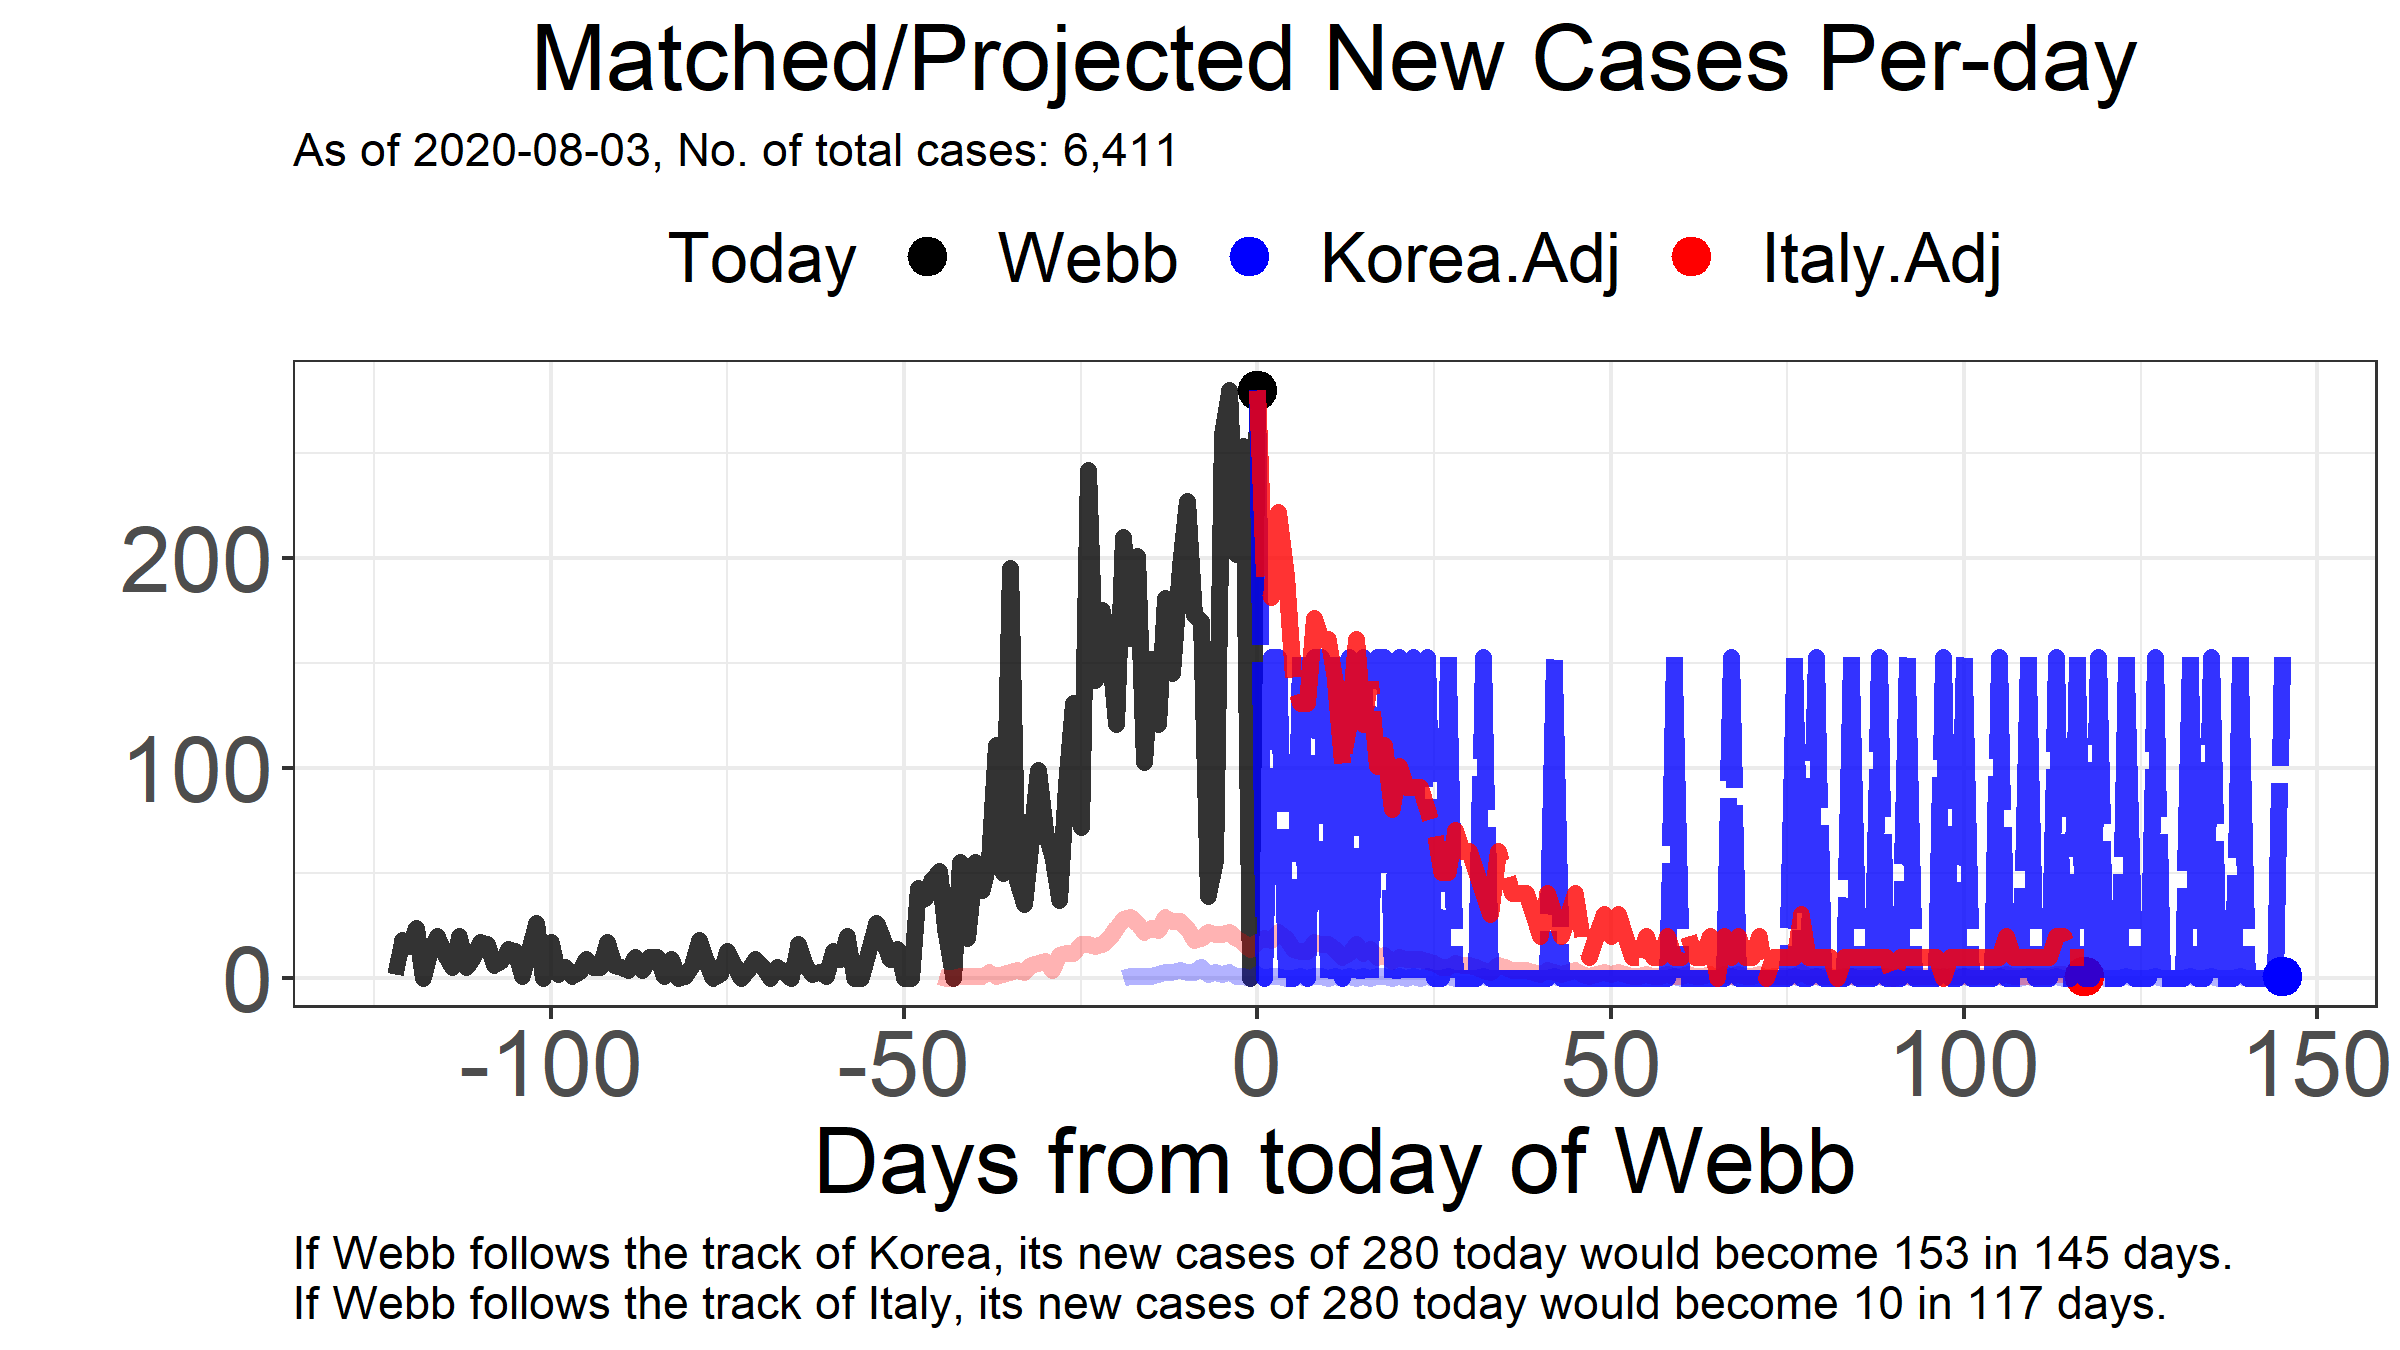 Matched/Projected New Cases Per-day
As of 2020-08-03, No. of total cases: 6,411
Today Webb Korea.Adj Italy.Adj
200
100
0
-100 -50 0 50 100 150
Days from today of Webb
If Webb follows the track of Korea, its new cases of 280 today would become 153 in 145 days.
If Webb follows the track of Italy, its new cases of 280 today would become 10 in 117 days.